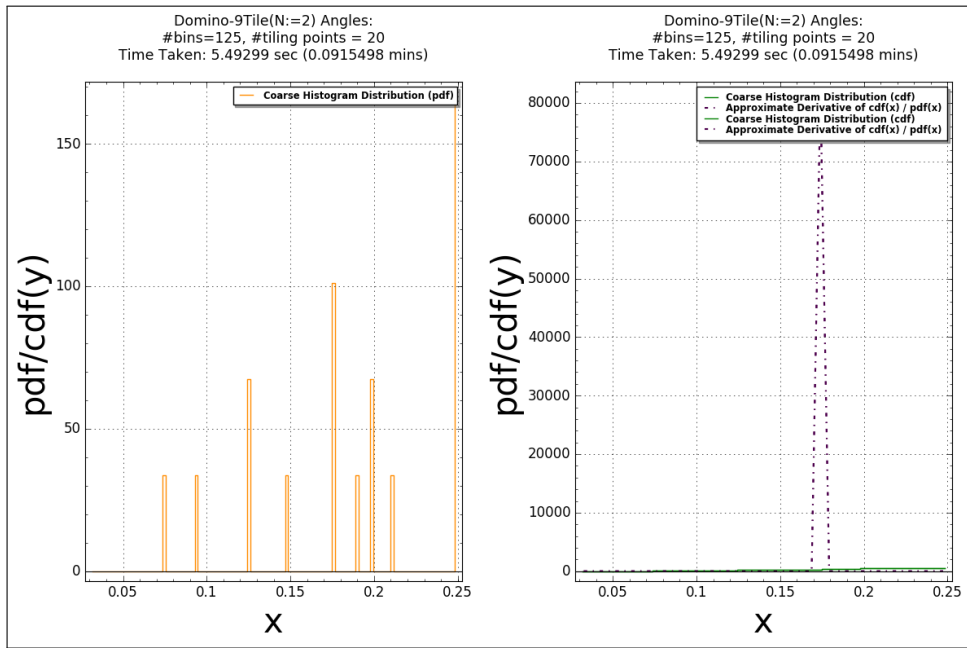 Domino-9Tile(N:=2) Angles:
#bins=125, #tiling points = 20
Time Taken: 5.49299 sec (0.0915498 mins)
Coarse Histogram Distribution (pdf)
150
100
50
0
0.05
0.1
0.15
0.2
0.25
pdf/cdf(y)
x
Domino-9Tile(N:=2) Angles:
#bins=125, #tiling points = 20
Time Taken: 5.49299 sec (0.0915498 mins)
Coarse Histogram Distribution (cdf)
Approximate Derivative of cdf(x) / pdf(x)
Coarse Histogram Distribution (cdf)
Approximate Derivative of cdf(x) / pdf(x)
80000
70000
60000
50000
40000
30000
20000
10000
0
0.05
0.1
0.15
0.2
0.25
pdf/cdf(y)
x